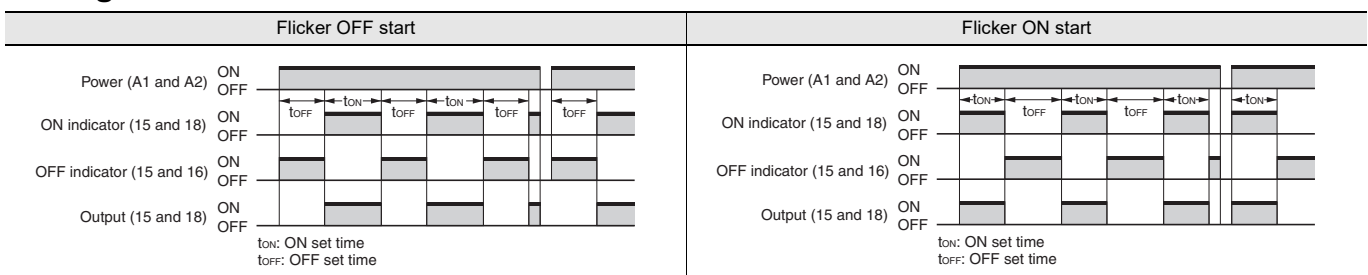 Flicker OFF start
Power (A1 and A2) ON
OFF
tOFF tON tOFF tON tOFF tOFF
ON indicator (15 and 18) ON
OFF
OFF indicator (15 and 16) ON
OFF
Output (15 and 18) ON
OFF
tON: ON set time
tOFF: OFF set time
Flicker ON start
Power (A1 and A2) ON
OFF
tON tOFF tON tOFF tON tON
ON indicator (15 and 18) ON
OFF
OFF indicator (15 and 16) ON
OFF
Output (15 and 18) ON
OFF
tON: ON set time
tOFF: OFF set time